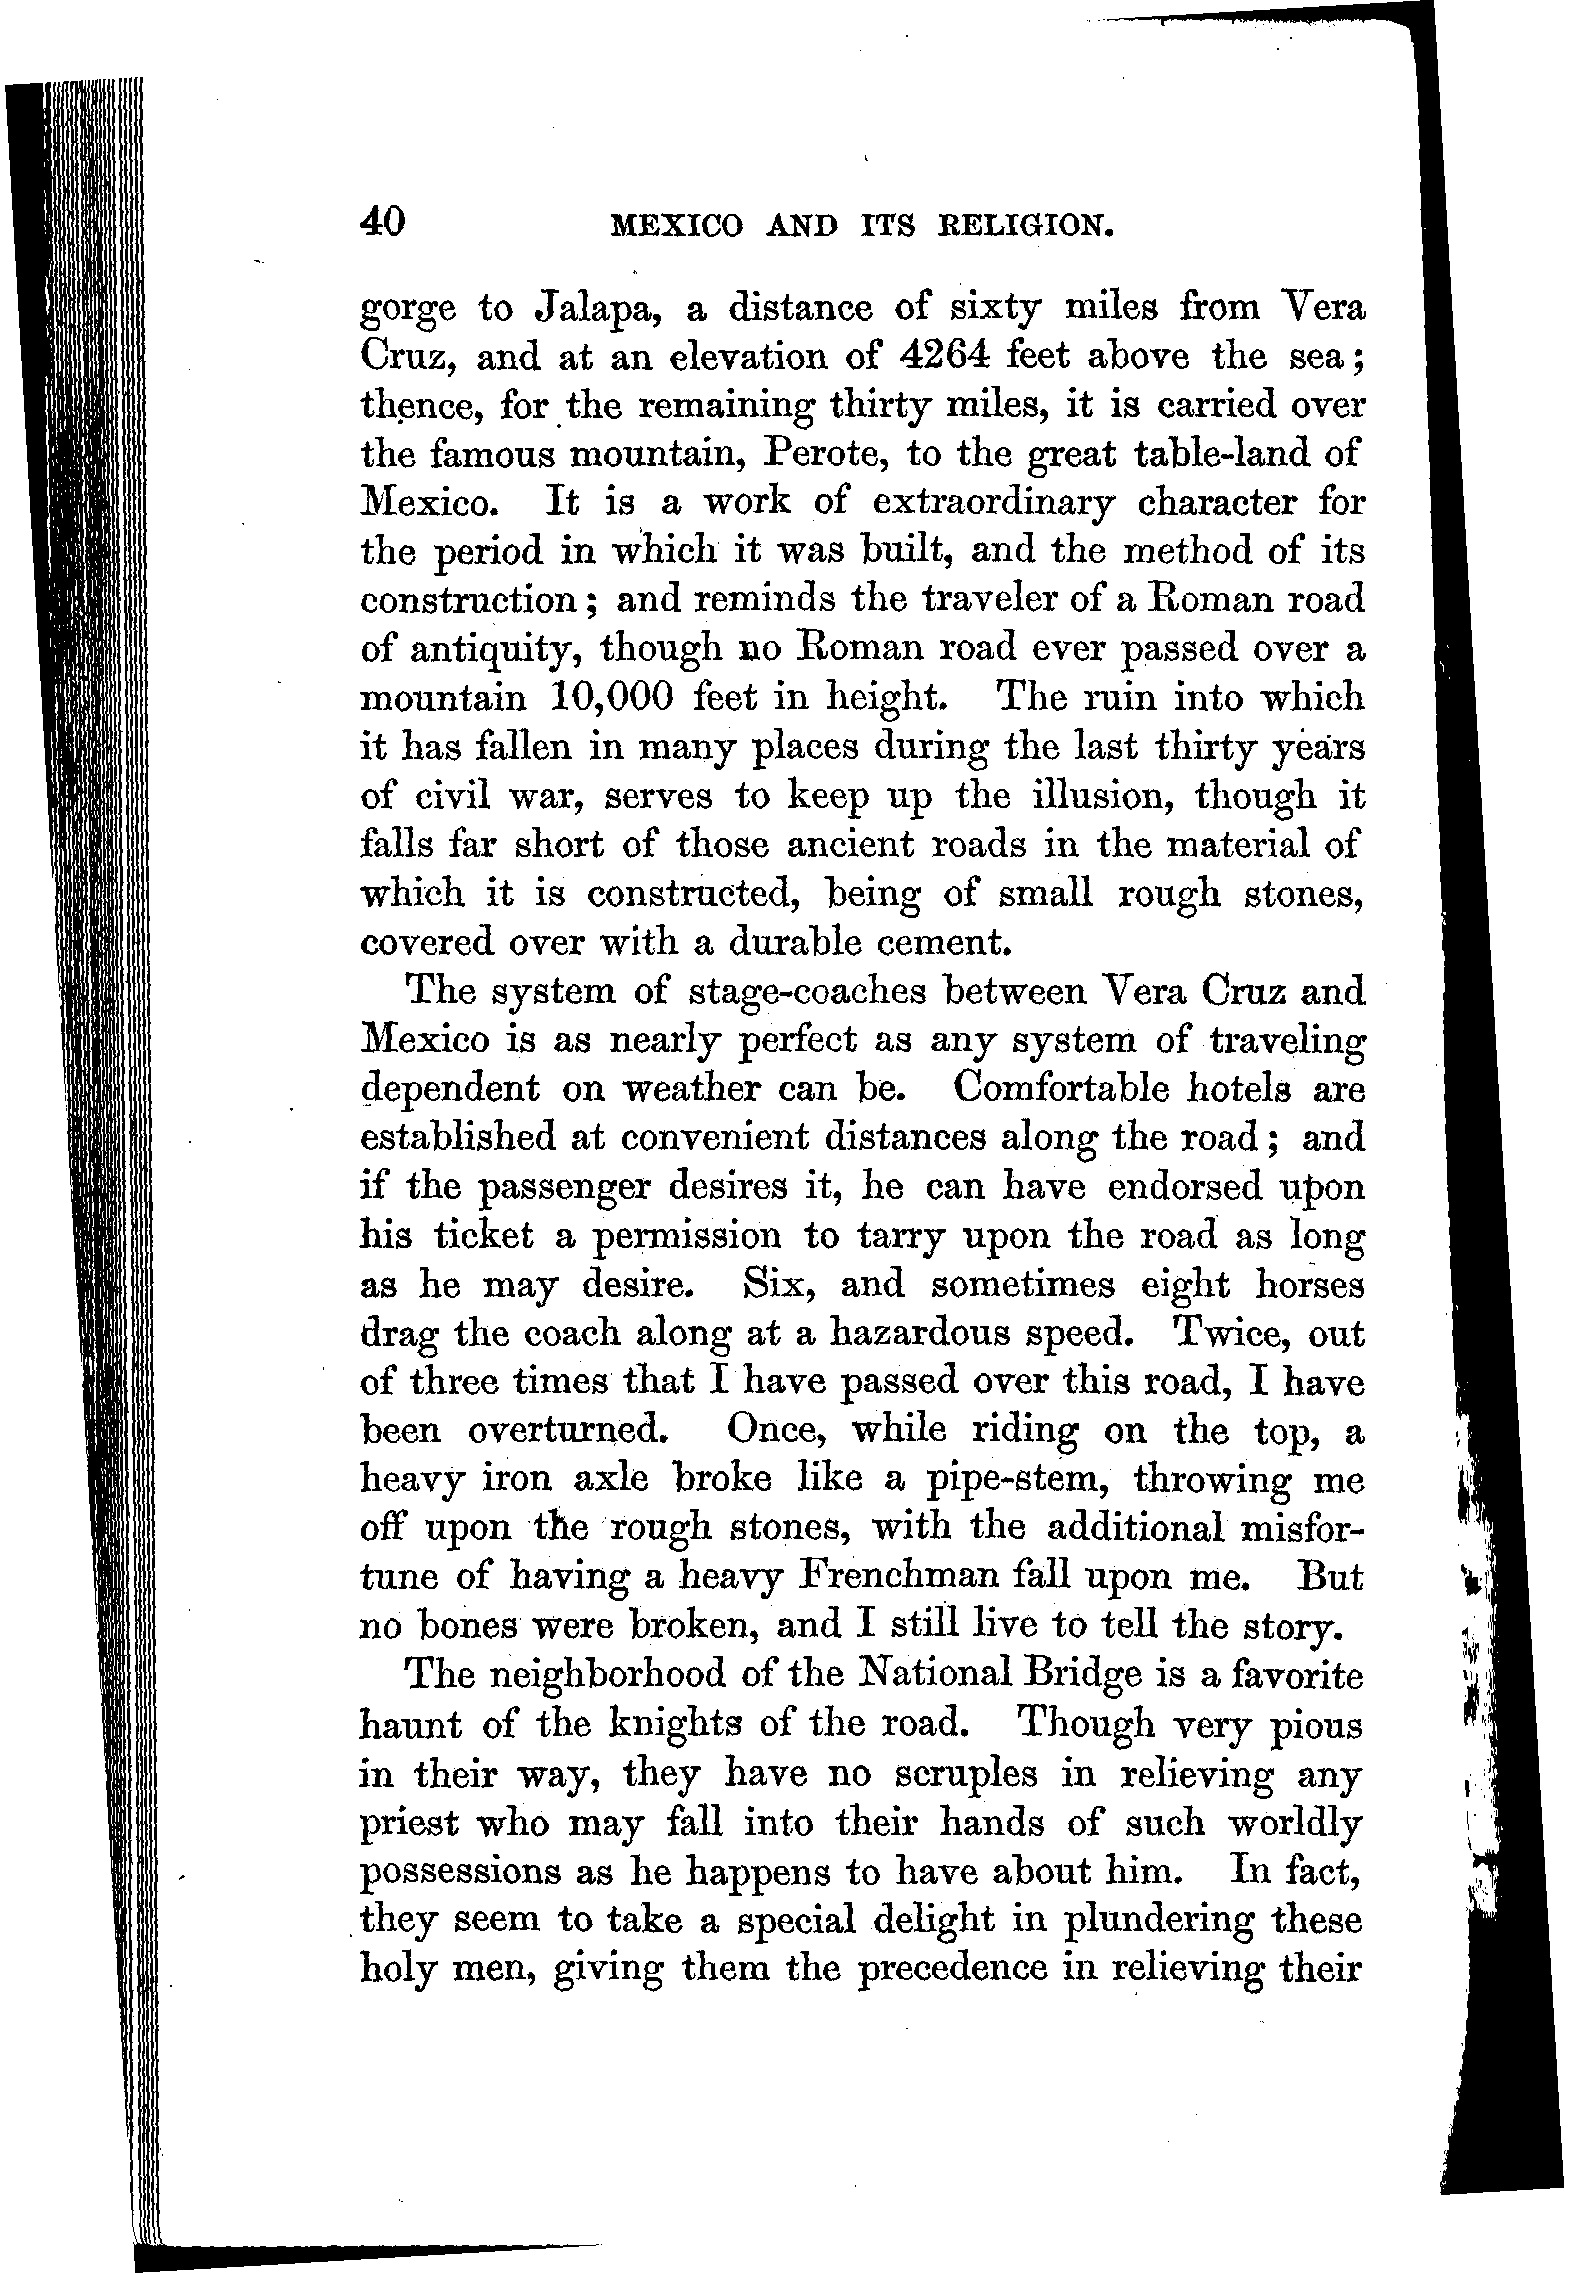 40 MEXICO AND ITS RELIGION.
gorge to Jalapa, a distance of sixty miles from Vera
Cruz, and at an elevation of 4264 feet above the sea;
thence, for the remaining thirty miles, it is carried over
the famous mountain, Perote, to the great table-land of
Mexico. It is a work of extraordinary character for
the period in which it was built, and the method of its
construction; and reminds the traveler of a Roman road
of antiquity, though no Roman road ever passed over a
mountain 10,000 feet in height. The ruin into which
it has fallen in many places during the last thirty years
of civil war, serves to keep up the illusion, though it
falls far short of those ancient roads in the material of
which it is constructed, being of small rough stones,
covered over with a durable cement.
The system of stage-coaches between Vera Cruz and
Mexico is as nearly perfect as any system of traveling
dependent on weather can be. Comfortable hotels are
established at convenient distances along the road; and
if the passenger desires it, he can have endorsed upon
his ticket a permission to tarry upon the road as long
as he may desire. Six, and sometimes eight horses
drag the coach along at a hazardous speed. Twice, out
of three times that I have passed over this road, I have
been overturned. Once, while riding on the top, a
heavy iron axle broke like a pipe-stem, throwing me
off upon the rough stones, with the additional misfor-
tune of having a heavy Frenchman fall upon me. But
no bones were broken, and I still live to tell the story.
The neighborhood of the National Bridge is a favorite
haunt of the knights of the road. Though very pious
in their way, they have no scruples in relieving any
priest who may fall into their hands of such worldly
possessions as he happens to have about him. In fact,
they seem to take a special delight in plundering these
holy men, giving them the precedence in relieving their